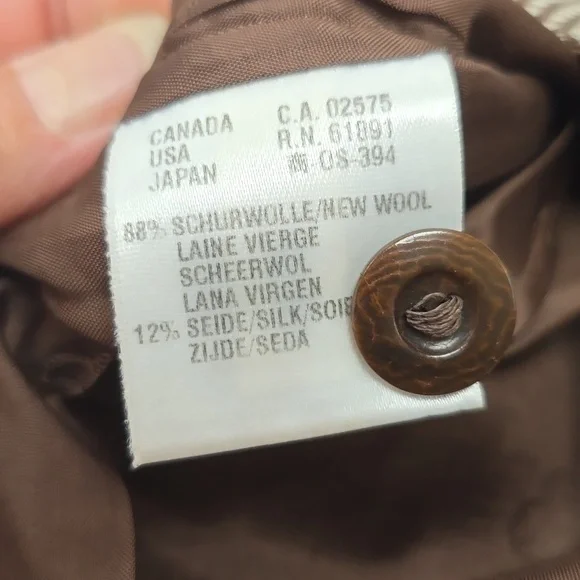 CANADA C.A. 02575
USA R.N. 61891
JAPAN 商 OS-394
88% SCHURWOLLE/NEW WOOL
LAINE VIERGE
SCHEERWOL
LANA VIRGEN
12% SEIDE/SILK/SOIE
ZIJDE/SEDA